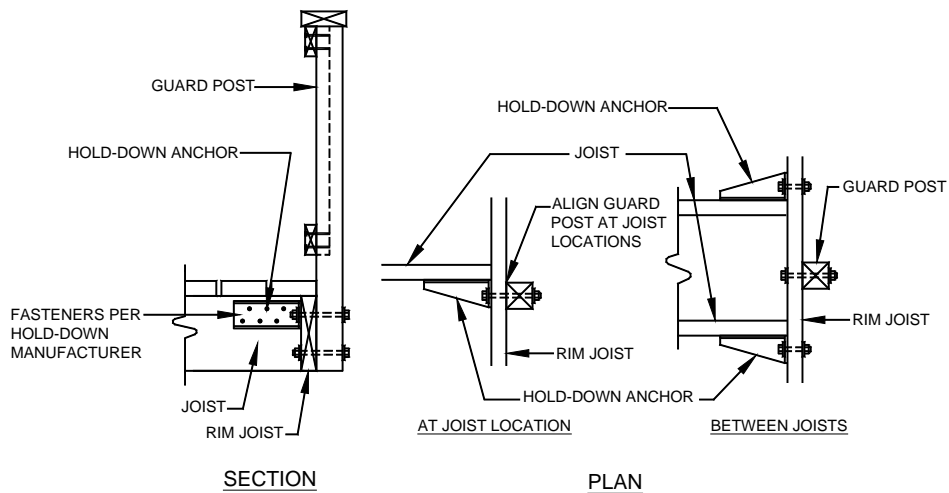 GUARD POST
HOLD-DOWN ANCHOR
FASTENERS PER
HOLD-DOWN
MANUFACTURER
JOIST
RIM JOIST
SECTION
JOIST
ALIGN GUARD
POST AT JOIST
LOCATIONS
RIM JOIST
HOLD-DOWN ANCHOR
AT JOIST LOCATION
HOLD-DOWN ANCHOR
GUARD POST
RIM JOIST
BETWEEN JOISTS
PLAN